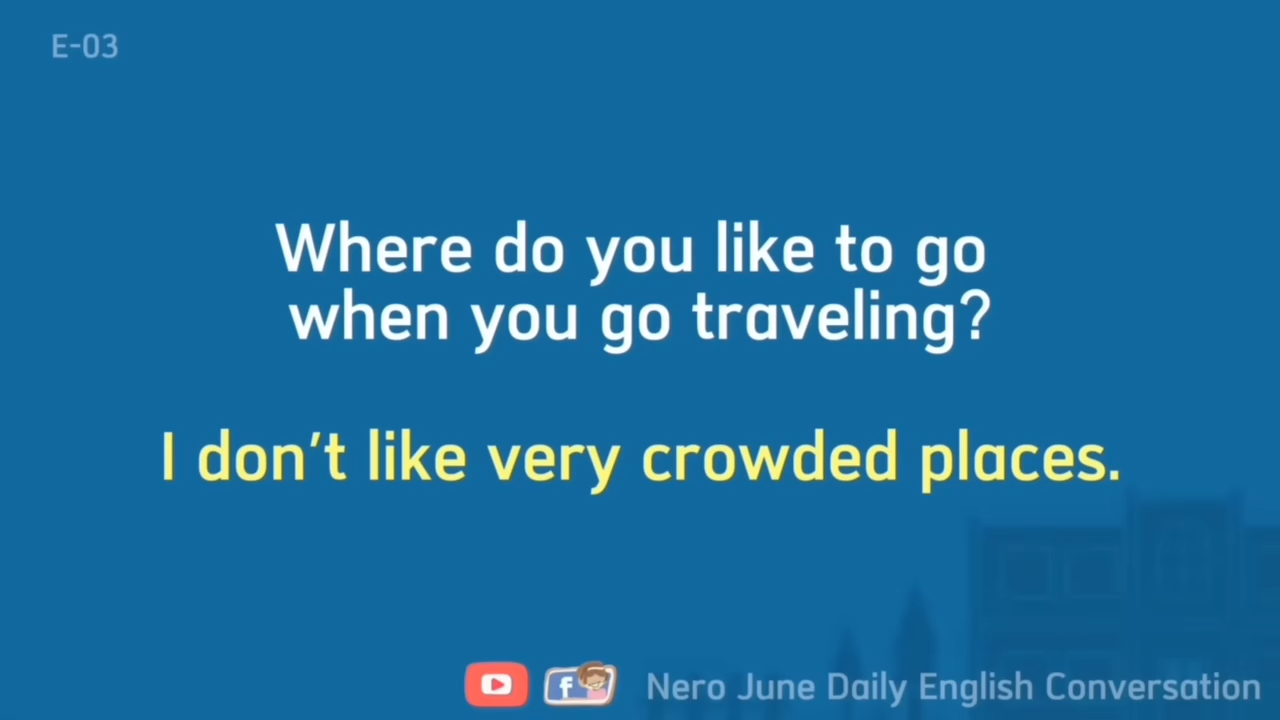 E-03
Where do you like to go
when you go traveling?
I don't like very crowded places.
f
Nero June Daily English Conversation